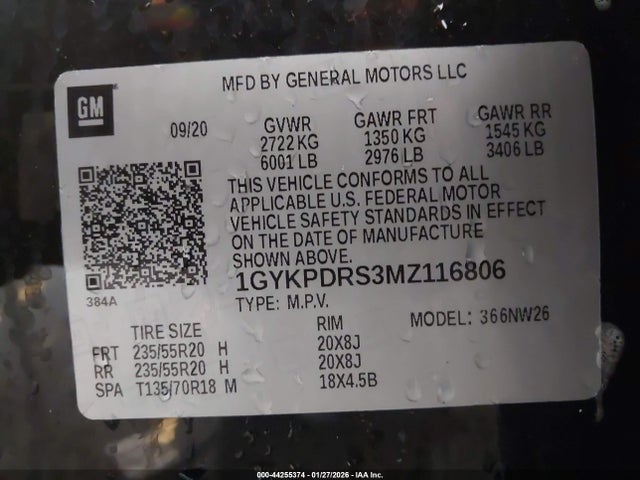 MFD BY GENERAL MOTORS LLC
GM
09/20
GVWR GAWR FRT GAWR RR
2722 KG 1350 KG 1545 KG
6001 LB 2976 LB 3406 LB
THIS VEHICLE CONFORMS TO ALL
APPLICABLE U.S. FEDERAL MOTOR
VEHICLE SAFETY STANDARDS IN EFFECT
ON THE DATE OF MANUFACTURE
SHOWN ABOVE.
1GYKPDRS3MZ116806
384A
TYPE: M.P.V.
MODEL: 366NW26
TIRE SIZE RIM
FRT 235/55R20 H 20X8J
RR 235/55R20 H 20X8J
SPA T135/70R18 M 18X4.5B
000-44255374 - 01/27/2026 - IAA Inc.